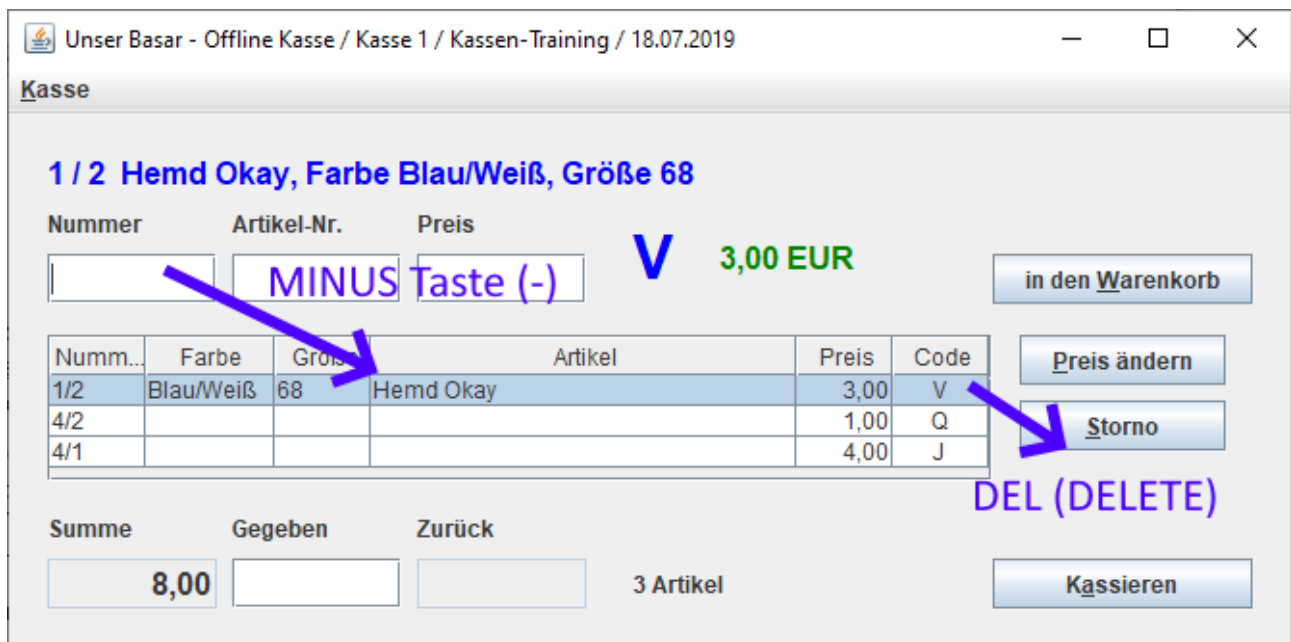 Unser Basar - Offline Kasse / Kasse 1 / Kassen-Training / 18.07.2019
Kasse
1 / 2 Hemd Okay, Farbe Blau/Weiß, Größe 68
Nummer Artikel-Nr. Preis
V 3,00 EUR
MINUS Taste (-)
in den Warenkorb
Numm... Farbe Größe Artikel Preis Code
1/2 Blau/Weiß 68 Hemd Okay 3,00 V
4/2 1,00 Q
4/1 4,00 J
Preis ändern
Storno
DEL (DELETE)
Summe Gegeben Zurück
8,00 3 Artikel Kassieren